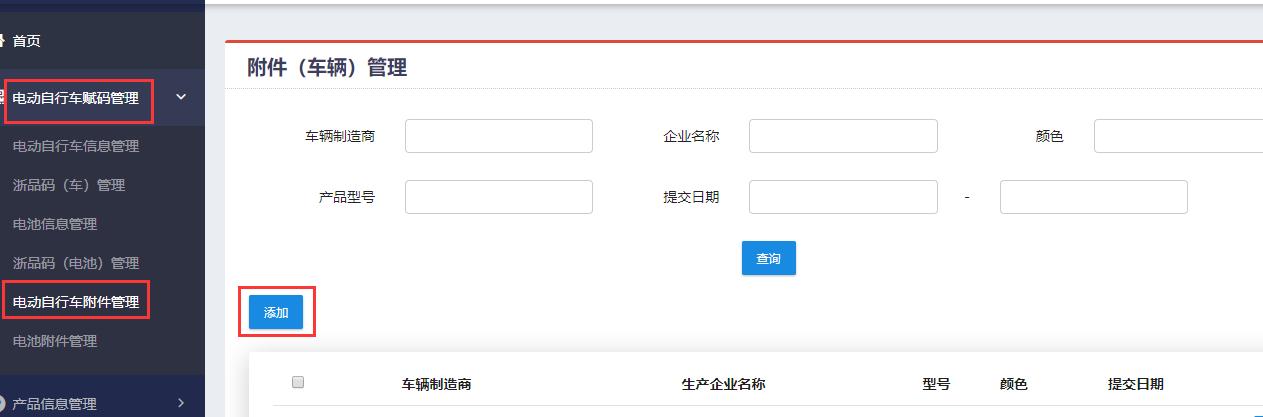 首页
电动自行车赋码管理
电动自行车信息管理
浙品码（车）管理
电池信息管理
浙品码（电池）管理
电动自行车附件管理
电池附件管理
产品信息管理
附件（车辆）管理
车辆制造商 企业名称 颜色
产品型号 提交日期 -
查询
添加
车辆制造商 生产企业名称 型号 颜色 提交日期